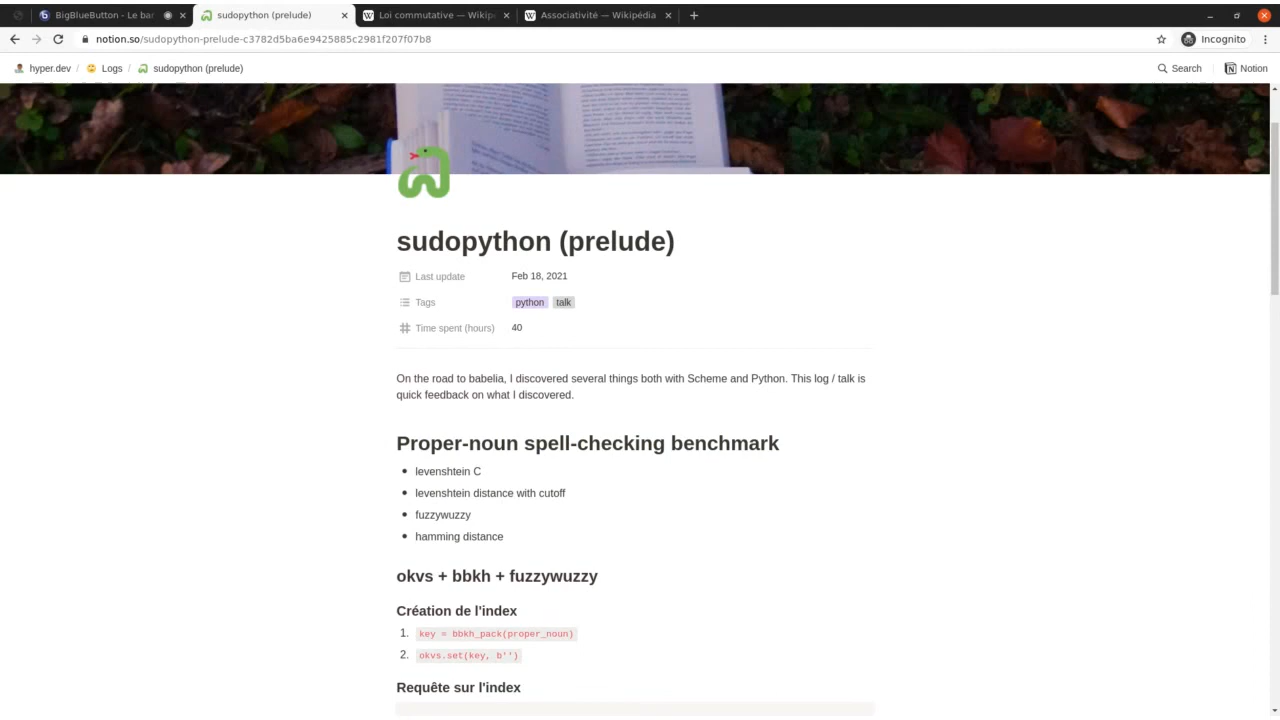 BigBlueButton - Le bar
sudopython (prelude)
Loi commutative — Wikip
Associativité — Wikipédia
notion.so/sudopython-prelude-c3782d5ba6e9425885c2981f207f07b8
Incognito
hyper.dev / Logs / sudopython (prelude)
Search
Notion
sudopython (prelude)
Last update Feb 18, 2021
Tags python talk
Time spent (hours) 40
On the road to babelia, I discovered several things both with Scheme and Python. This log / talk is
quick feedback on what I discovered.
Proper-noun spell-checking benchmark
• levenshtein C
• levenshtein distance with cutoff
• fuzzywuzzy
• hamming distance
okvs + bbkh + fuzzywuzzy
Création de l'index
1. key = bbkh_pack(proper_noun)
2. okvs.set(key, b'')
Requête sur l'index